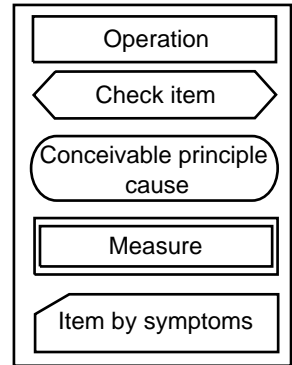 Operation
Check item
Conceivable principle
cause
Measure
Item by symptoms